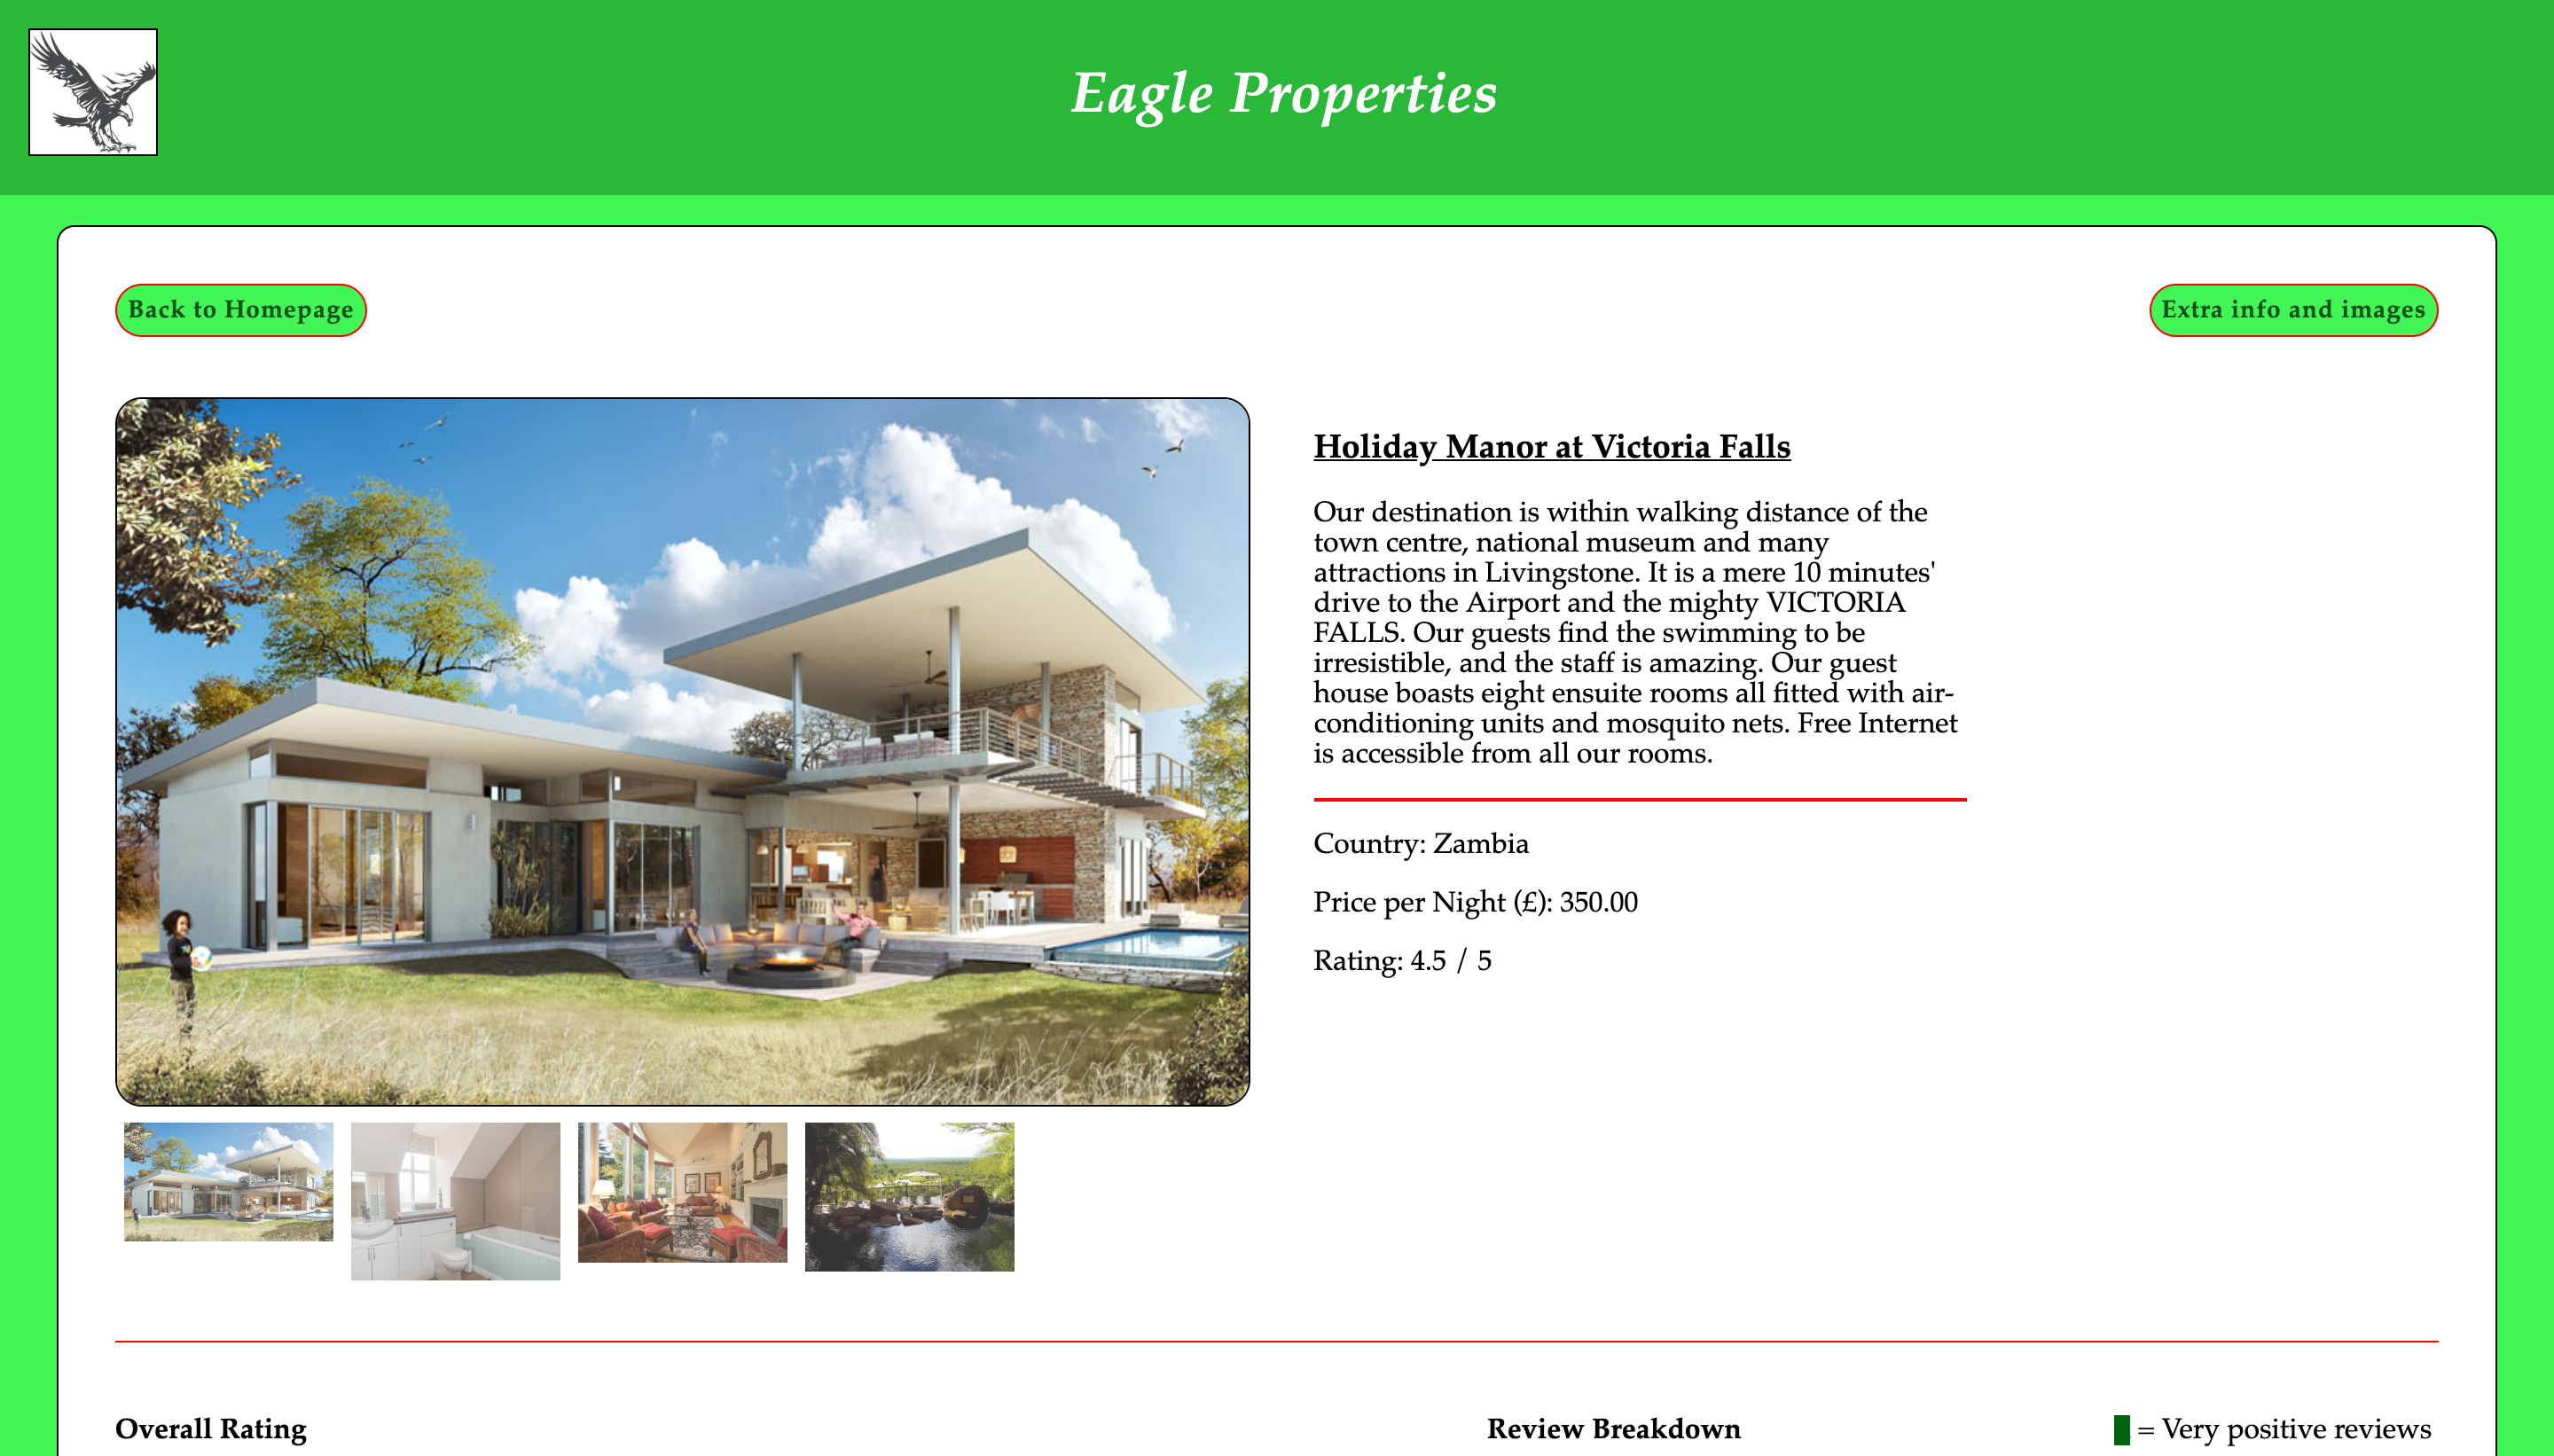 Eagle Properties
Back to Homepage
Extra info and images
Holiday Manor at Victoria Falls
Our destination is within walking distance of the
town centre, national museum and many
attractions in Livingstone. It is a mere 10 minutes'
drive to the Airport and the mighty VICTORIA
FALLS. Our guests find the swimming to be
irresistible, and the staff is amazing. Our guest
house boasts eight ensuite rooms all fitted with air-
conditioning units and mosquito nets. Free Internet
is accessible from all our rooms.
Country: Zambia
Price per Night (£): 350.00
Rating: 4.5 / 5
Overall Rating
Review Breakdown
= Very positive reviews